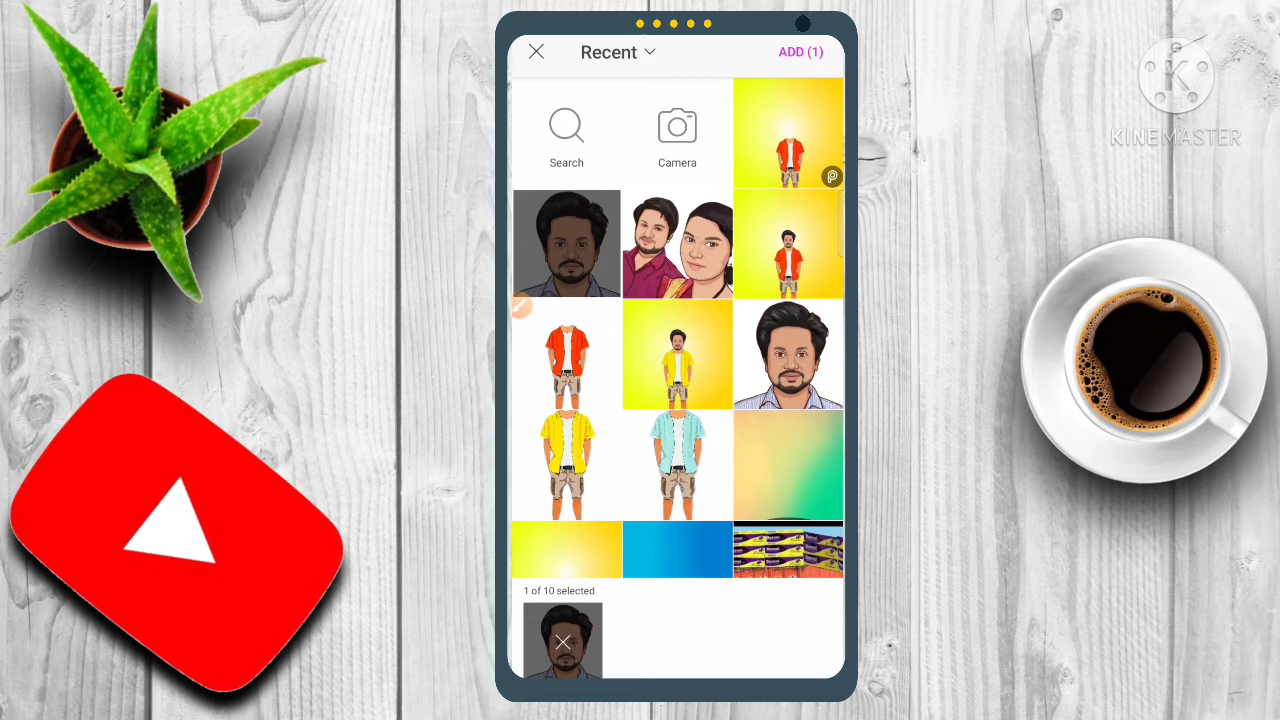 Recent
ADD (1)
Search
Camera
KINEMASTER
1 of 10 selected